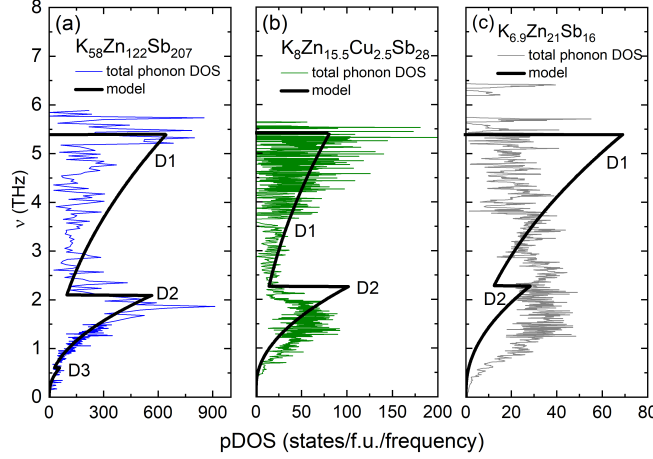 (a)
K58Zn122Sb207
total phonon DOS
model
D1
D2
D3
(b)
K8Zn15.5Cu2.5Sb28
total phonon DOS
model
D1
D2
(c)
K6.9Zn21Sb16
total phonon DOS
model
D1
D2
ν (THz)
8
7
6
5
4
3
2
1
0
0 300 600 900
0 50 100 150 200
0 20 40 60 80
pDOS (states/f.u./frequency)